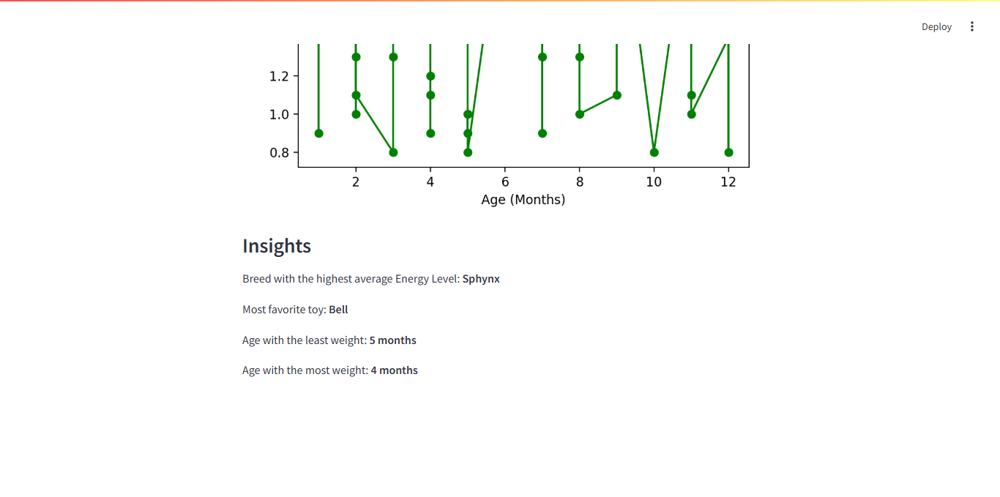 Deploy
1.2
1.0
0.8
2 4 6 8 10 12
Age (Months)
Insights
Breed with the highest average Energy Level: Sphynx
Most favorite toy: Bell
Age with the least weight: 5 months
Age with the most weight: 4 months